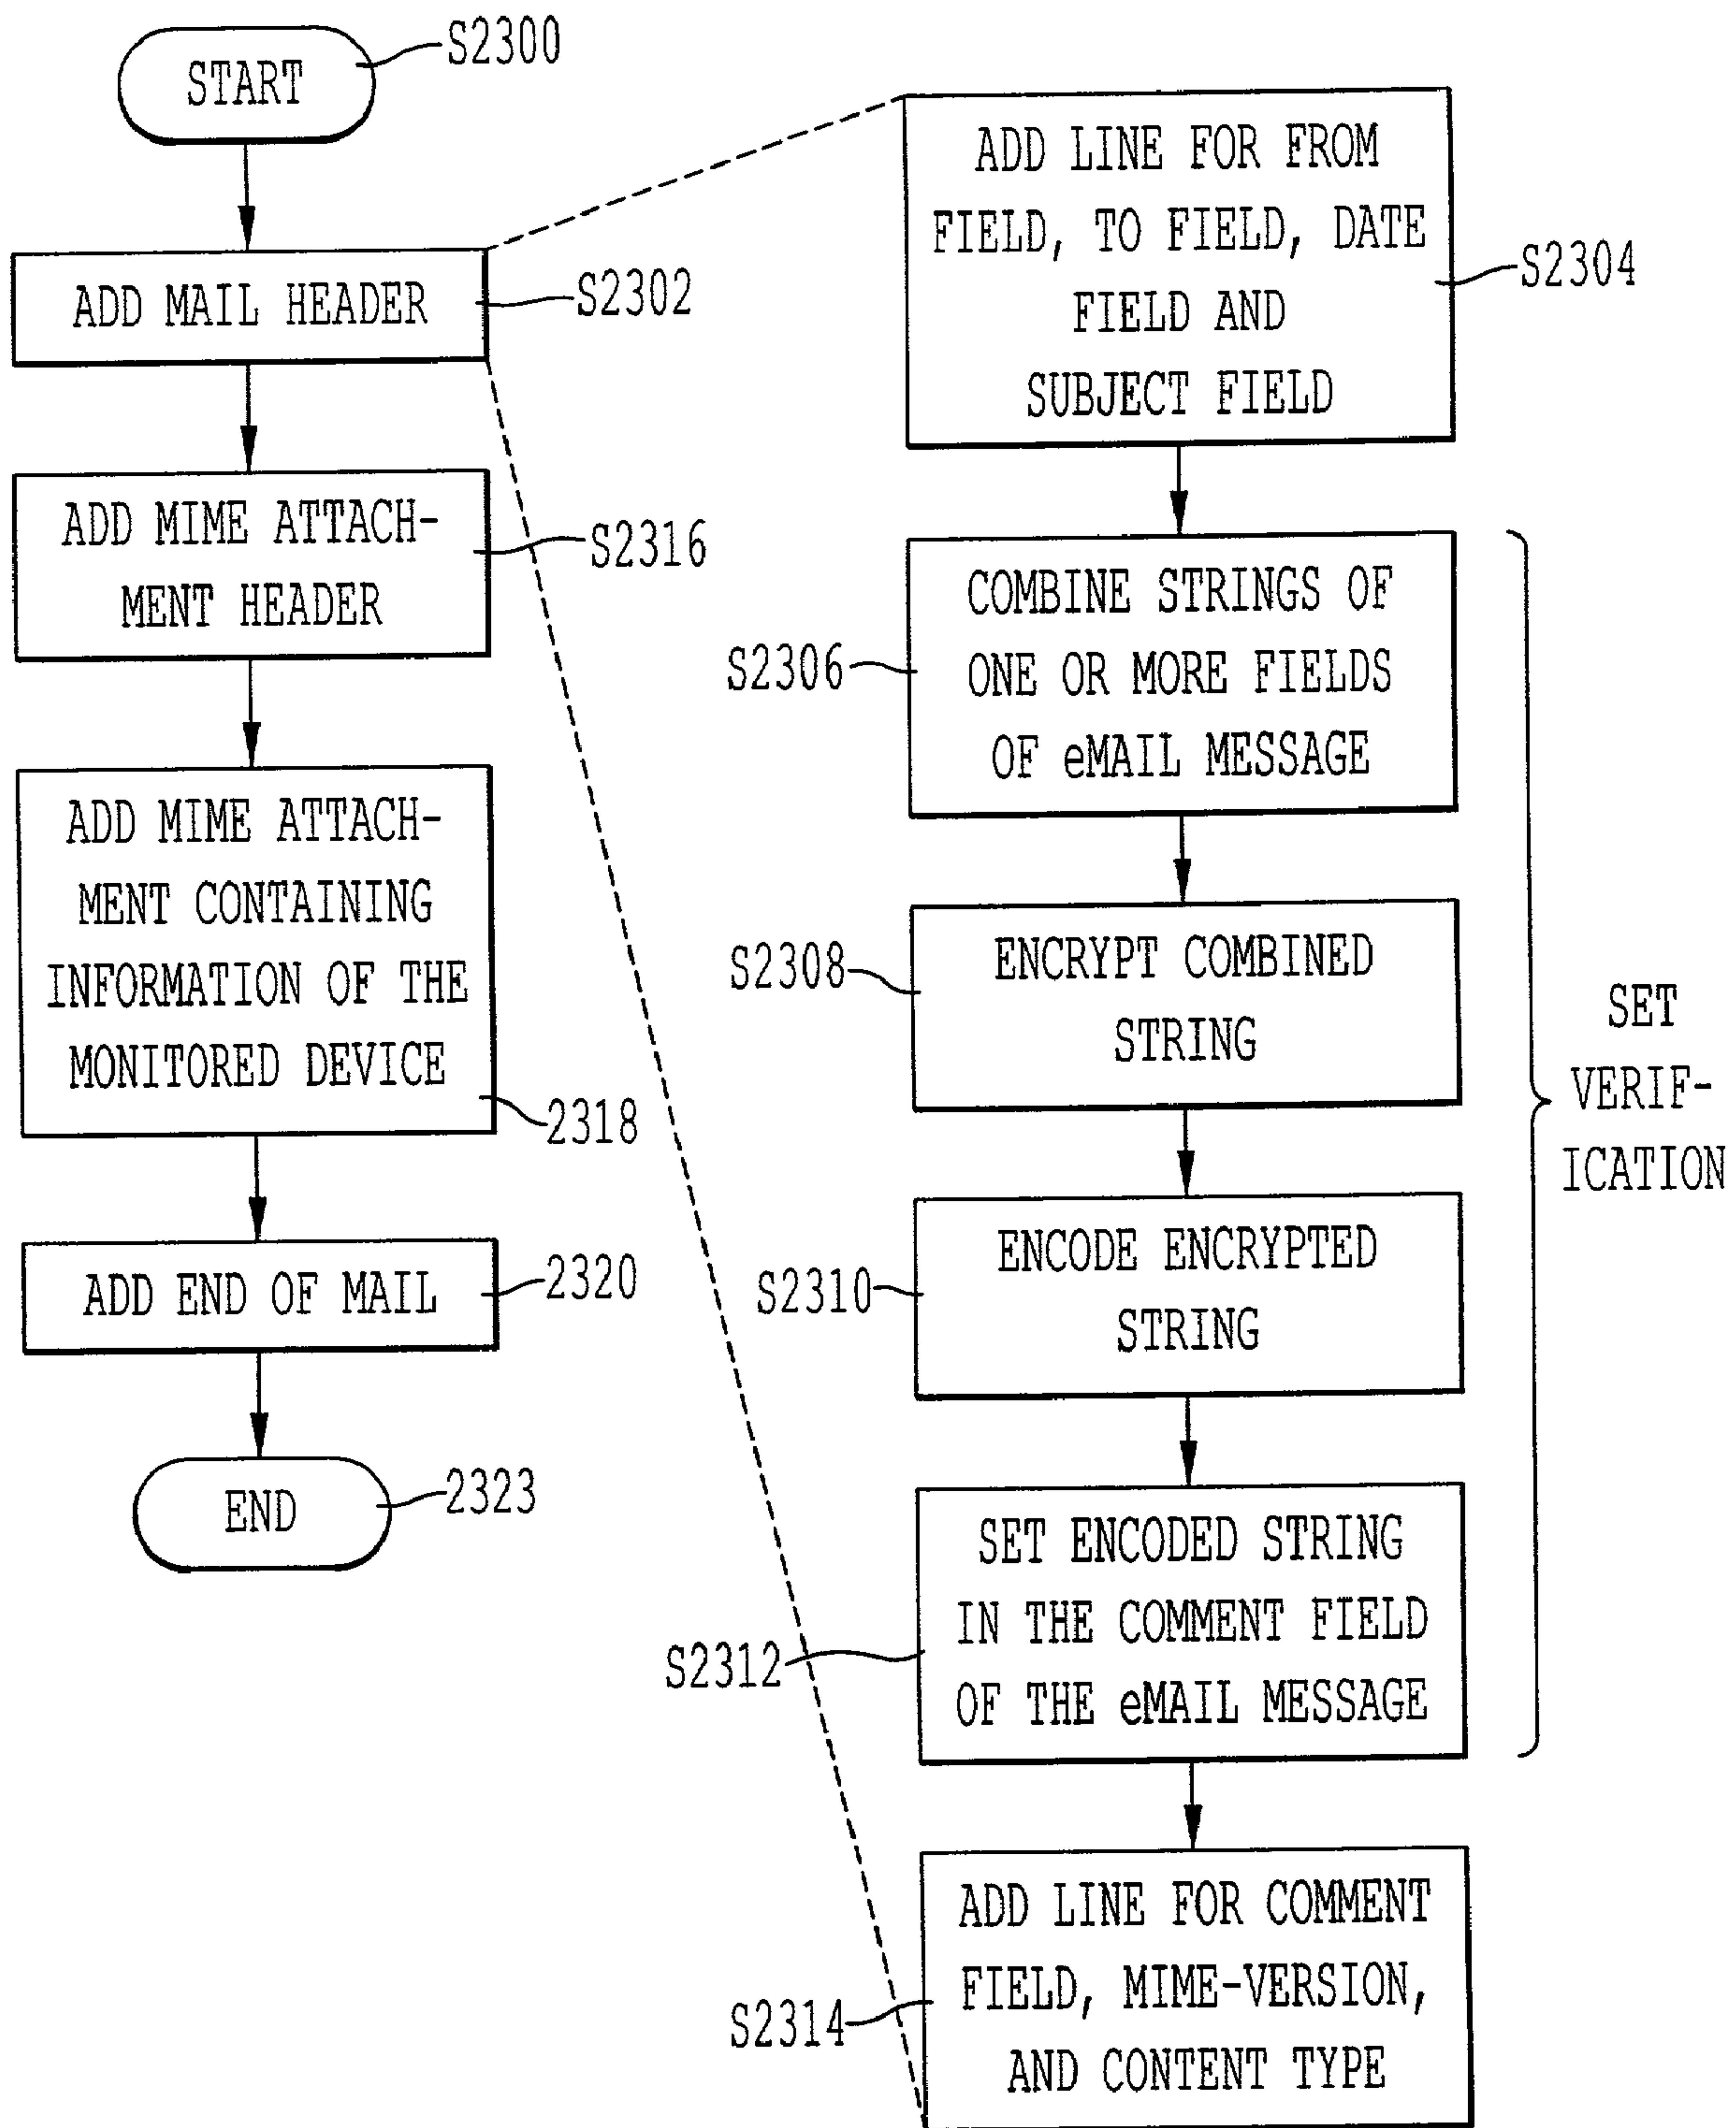 START
S2300
ADD MAIL HEADER
S2302
ADD MIME ATTACH-
MENT HEADER
S2316
ADD MIME ATTACH-
MENT CONTAINING
INFORMATION OF THE
MONITORED DEVICE
2318
ADD END OF MAIL
2320
END
2323
ADD LINE FOR FROM
FIELD, TO FIELD, DATE
FIELD AND
SUBJECT FIELD
S2304
COMBINE STRINGS OF
ONE OR MORE FIELDS
OF eMAIL MESSAGE
S2306
ENCRYPT COMBINED
STRING
S2308
ENCODE ENCRYPTED
STRING
S2310
SET ENCODED STRING
IN THE COMMENT FIELD
OF THE eMAIL MESSAGE
S2312
SET
VERIF-
ICATION
ADD LINE FOR COMMENT
FIELD, MIME-VERSION,
AND CONTENT TYPE
S2314